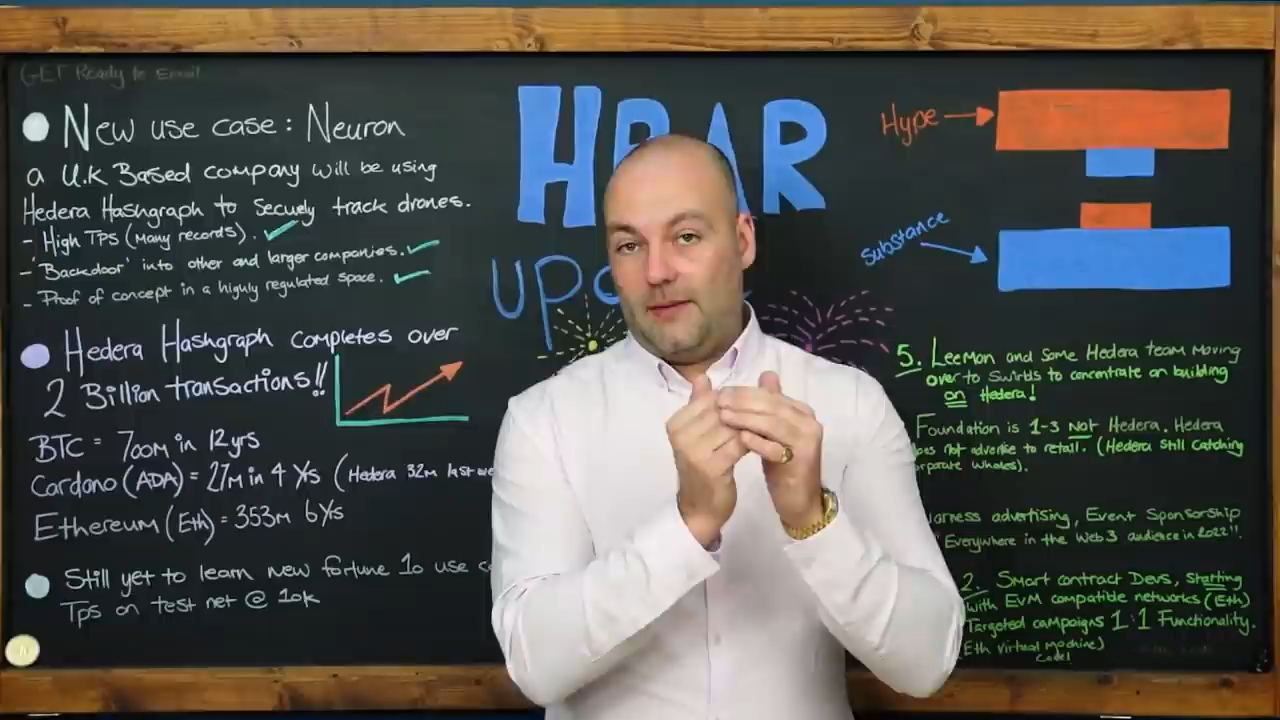 GET Ready to Email
New use case: Neuron
a U.K Based company will be using
Hedera Hashgraph to Securely track drones.
- High TPS (Many records).
- 'Backdoor' into other and larger companies.
- Proof of concept in a highly regulated space.
Hedera Hashgraph completes over
2 Billion transactions!!
BTC = 700m in 12yrs
Cardano (ADA) = 27m in 4 Yrs (Hedera 32m last
Ethereum (Eth) = 353m 6Yrs
Still yet to learn new fortune 10 use
Tps on test net @ 10k
HBAR
Hype
Substance
5. Leemon and some Hedera team moving
over to Swirlds to concentrate on building
on Hedera!
Foundation is 1-3 Not Hedera. Hedera
not advertise to retail. (Hedera Still Catching
Whales).
advertising, Event Sponsorship
"Everywhere in the Web 3 audience in 2022"!
2. Smart contract Devs, starting
with EVM compatible networks (Eth)
Targeted campaigns 1:1 Functionality.
Eth Virtual Machine)
Code!